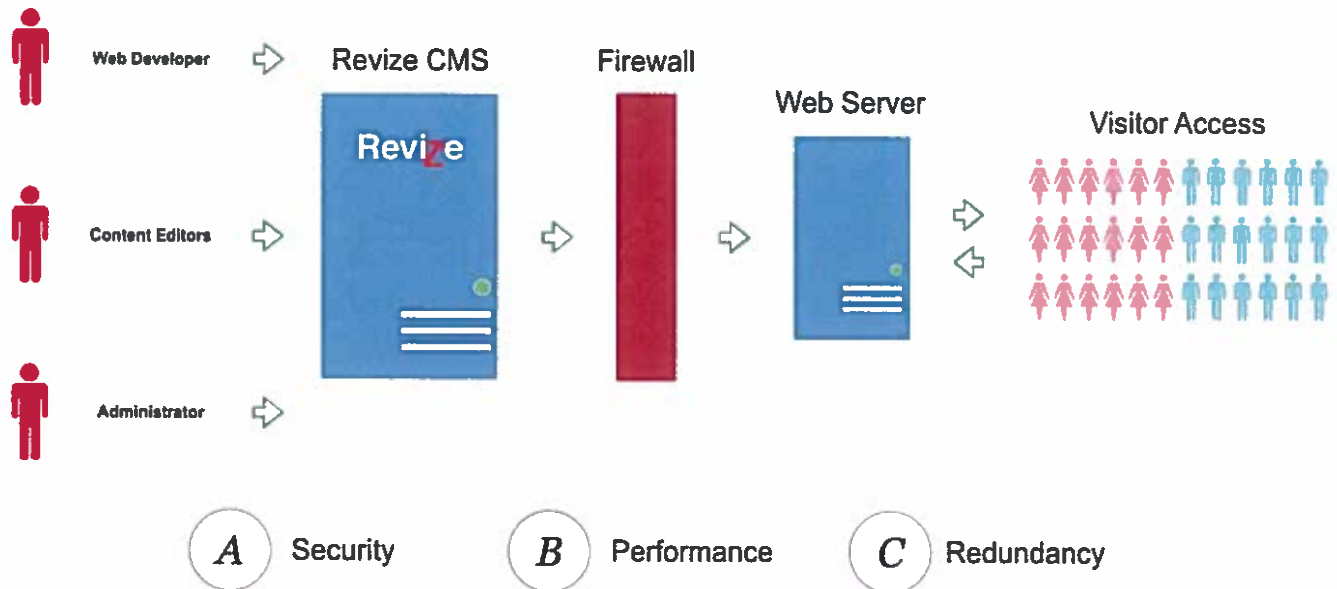 Web Developer
Revize CMS
Firewall
Web Server
Visitor Access
Revize
Content Editors
Administrator
A Security
B Performance
C Redundancy